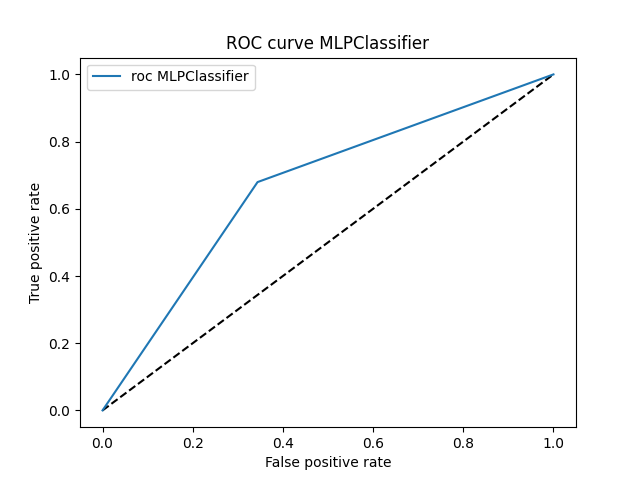 ROC curve MLPClassifier
roc MLPClassifier
1.0
0.8
0.6
0.4
0.2
0.0
True positive rate
0.0 0.2 0.4 0.6 0.8 1.0
False positive rate